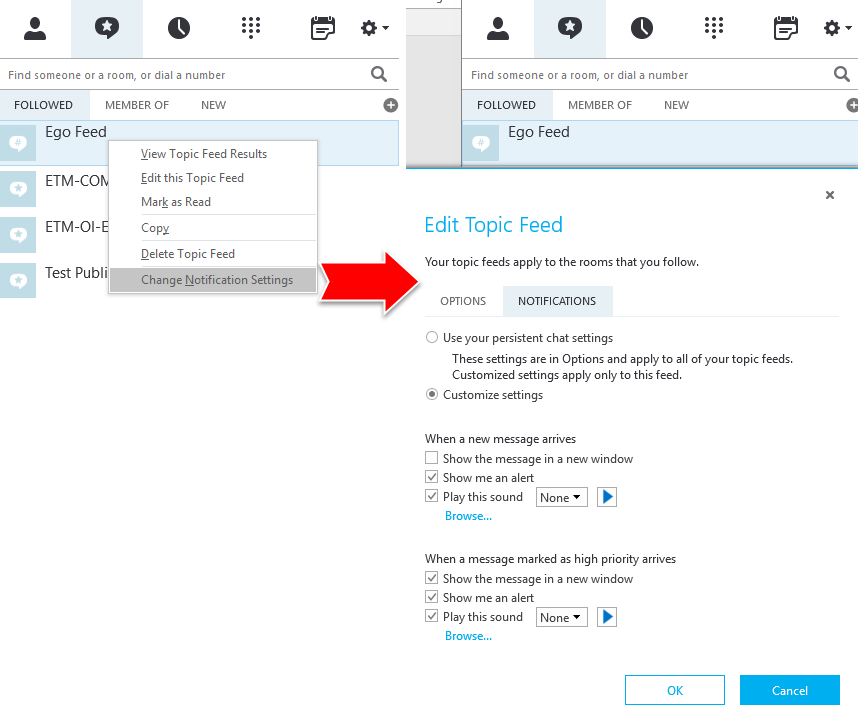 Find someone or a room, or dial a number
FOLLOWED MEMBER OF NEW
Ego Feed
ETM-COM
ETM-OI-E
Test Publi
View Topic Feed Results
Edit this Topic Feed
Mark as Read
Copy
Delete Topic Feed
Change Notification Settings
Find someone or a room, or dial a number
FOLLOWED MEMBER OF NEW
Ego Feed
Edit Topic Feed
Your topic feeds apply to the rooms that you follow.
OPTIONS NOTIFICATIONS
Use your persistent chat settings
These settings are in Options and apply to all of your topic feeds.
Customized settings apply only to this feed.
Customize settings
When a new message arrives
Show the message in a new window
Show me an alert
Play this sound None
Browse...
When a message marked as high priority arrives
Show the message in a new window
Show me an alert
Play this sound None
Browse...
OK Cancel